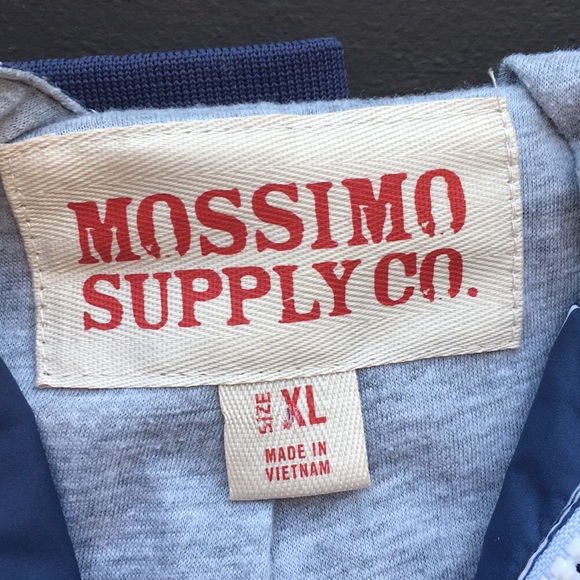 MOSSIMO
SUPPLY CO.
SIZE XL
MADE IN
VIETNAM